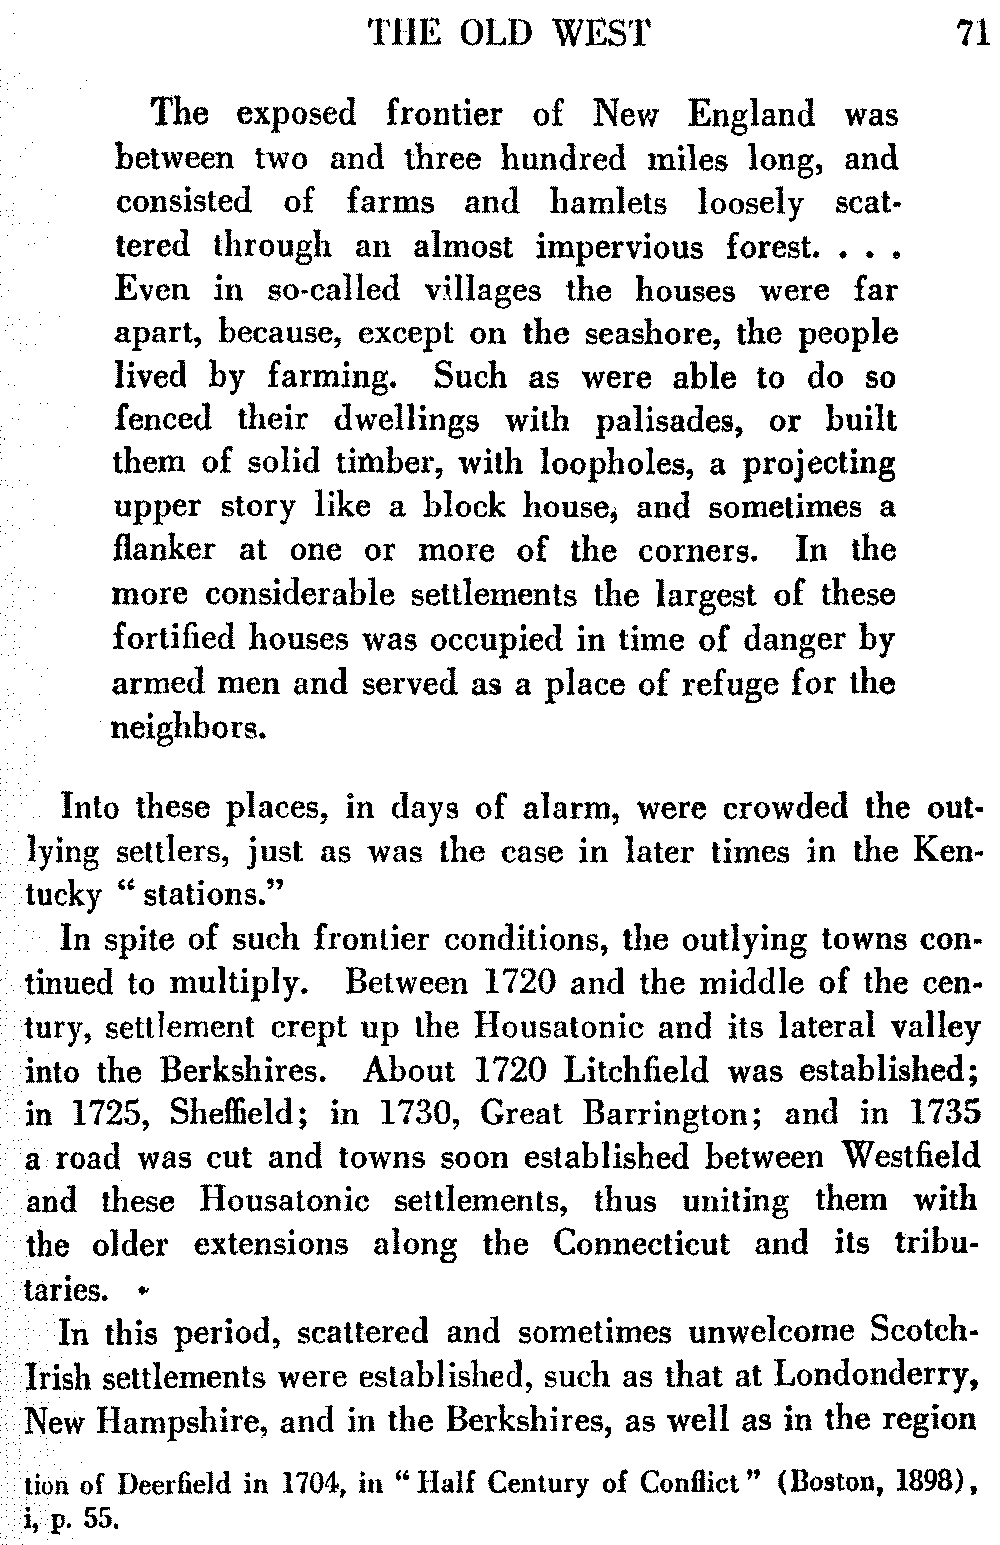 THE OLD WEST 71
The exposed frontier of New England was
between two and three hundred miles long, and
consisted of farms and hamlets loosely scat-
tered through an almost impervious forest. . . .
Even in so-called villages the houses were far
apart, because, except on the seashore, the people
lived by farming. Such as were able to do so
fenced their dwellings with palisades, or built
them of solid timber, with loopholes, a projecting
upper story like a block house, and sometimes a
flanker at one or more of the corners. In the
more considerable settlements the largest of these
fortified houses was occupied in time of danger by
armed men and served as a place of refuge for the
neighbors.
Into these places, in days of alarm, were crowded the out-
lying settlers, just as was the case in later times in the Ken-
tucky “ stations.”
In spite of such frontier conditions, the outlying towns con-
tinued to multiply. Between 1720 and the middle of the cen-
tury, settlement crept up the Housatonic and its lateral valley
into the Berkshires. About 1720 Litchfield was established;
in 1725, Sheffield; in 1730, Great Barrington; and in 1735
a road was cut and towns soon established between Westfield
and these Housatonic settlements, thus uniting them with
the older extensions along the Connecticut and its tribu-
taries.
In this period, scattered and sometimes unwelcome Scotch-
Irish settlements were established, such as that at Londonderry,
New Hampshire, and in the Berkshires, as well as in the region
tion of Deerfield in 1704, in “ Half Century of Conflict ” (Boston, 1898),
i, p. 55.